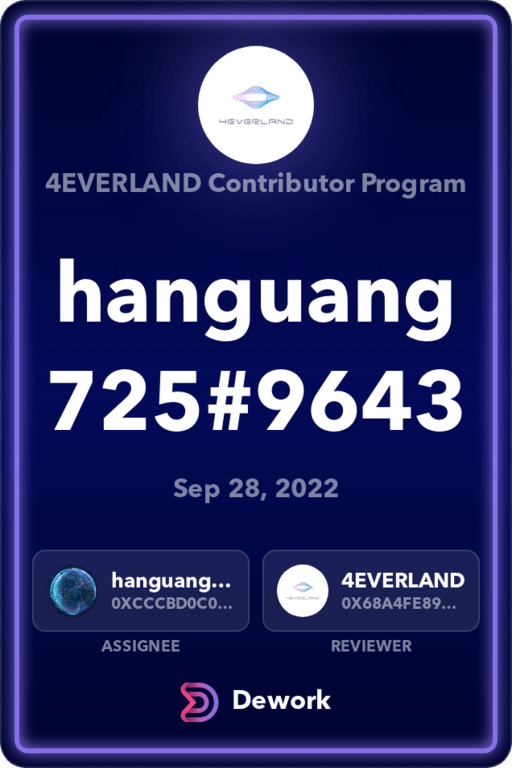 4EVERLAND
4EVERLAND Contributor Program
hanguang
725#9643
Sep 28, 2022
hanguang...
0XCCCBD0C0...
ASSIGNEE
4EVERLAND
0X68A4FE89...
REVIEWER
Dework